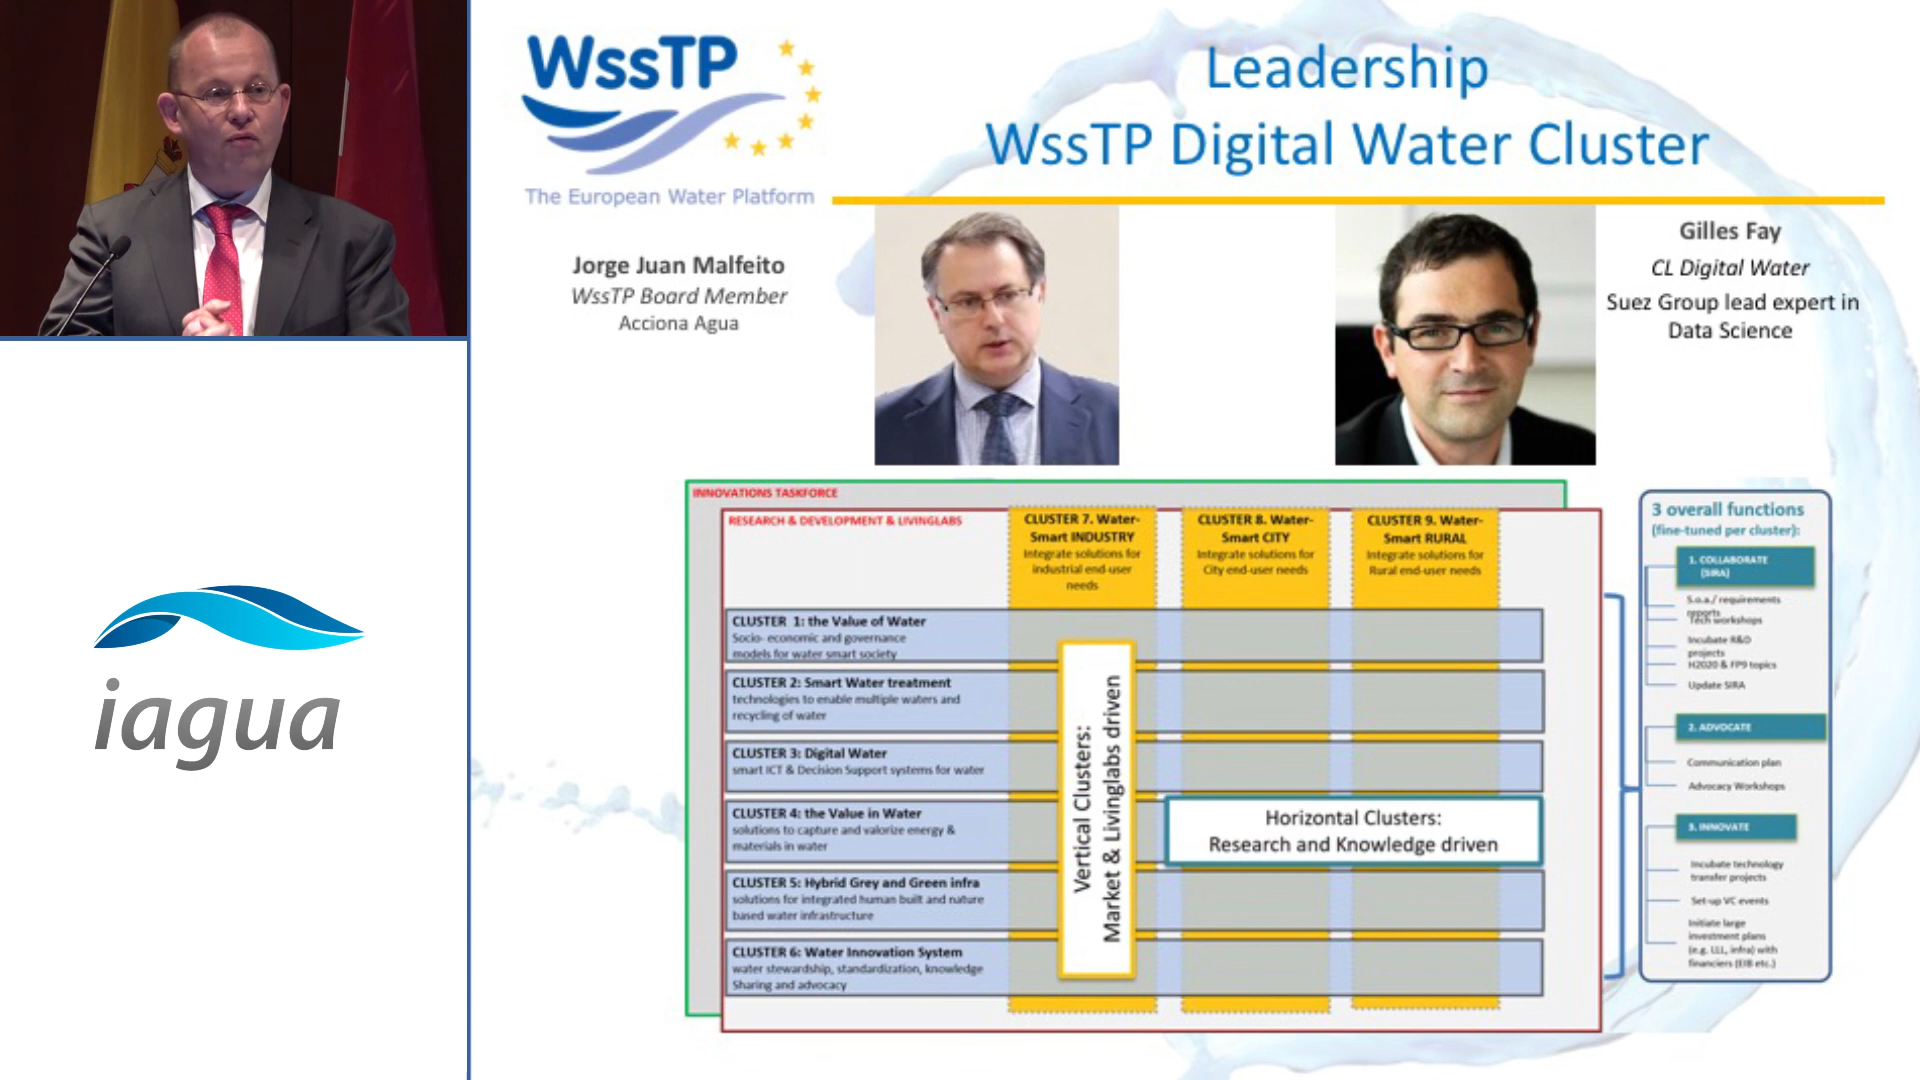 WssTP
The European Water Platform
Leadership
WssTP Digital Water Cluster
Jorge Juan Malfeito
WssTP Board Member
Acciona Agua
Gilles Fay
CL Digital Water
Suez Group lead expert in
Data Science
iagua
INNOVATIONS TASKFORCE
RESEARCH & DEVELOPMENT & LIVINGLABS
CLUSTER 7. Water-
Smart INDUSTRY
Integrate solutions for
industrial end-user
needs
CLUSTER 8. Water-
Smart CITY
Integrate solutions for
City end-user needs
CLUSTER 9. Water-
Smart RURAL
Integrate solutions for
Rural end-user needs
CLUSTER 1: the Value of Water
Socio- economic and governance
models for water smart society
CLUSTER 2: Smart Water treatment
technologies to enable multiple waters and
recycling of water
CLUSTER 3: Digital Water
smart ICT & Decision Support systems for water
CLUSTER 4: the Value in Water
solutions to capture and valorize energy &
materials in water
CLUSTER 5: Hybrid Grey and Green infra
solutions for integrated human built and nature
based water infrastructure
CLUSTER 6: Water Innovation System
water stewardship, standardization, knowledge
Sharing and advocacy
Vertical Clusters:
Market & Livinglabs driven
Horizontal Clusters:
Research and Knowledge driven
3 overall functions
(fine-tuned per cluster):
1. COLLABORATE
(SIRA)
S.o.a./ requirements
reports
Tech workshops
Incubate R&D
projects
H2020 & FP9 topics
Update SIRA
2. ADVOCATE
Communication plan
Advocacy Workshops
3. INNOVATE
Incubate technology
transfer projects
Set-up VC events
Initiate large
investment plans
(e.g. LLL, infra) with
financiers (EIB etc.)